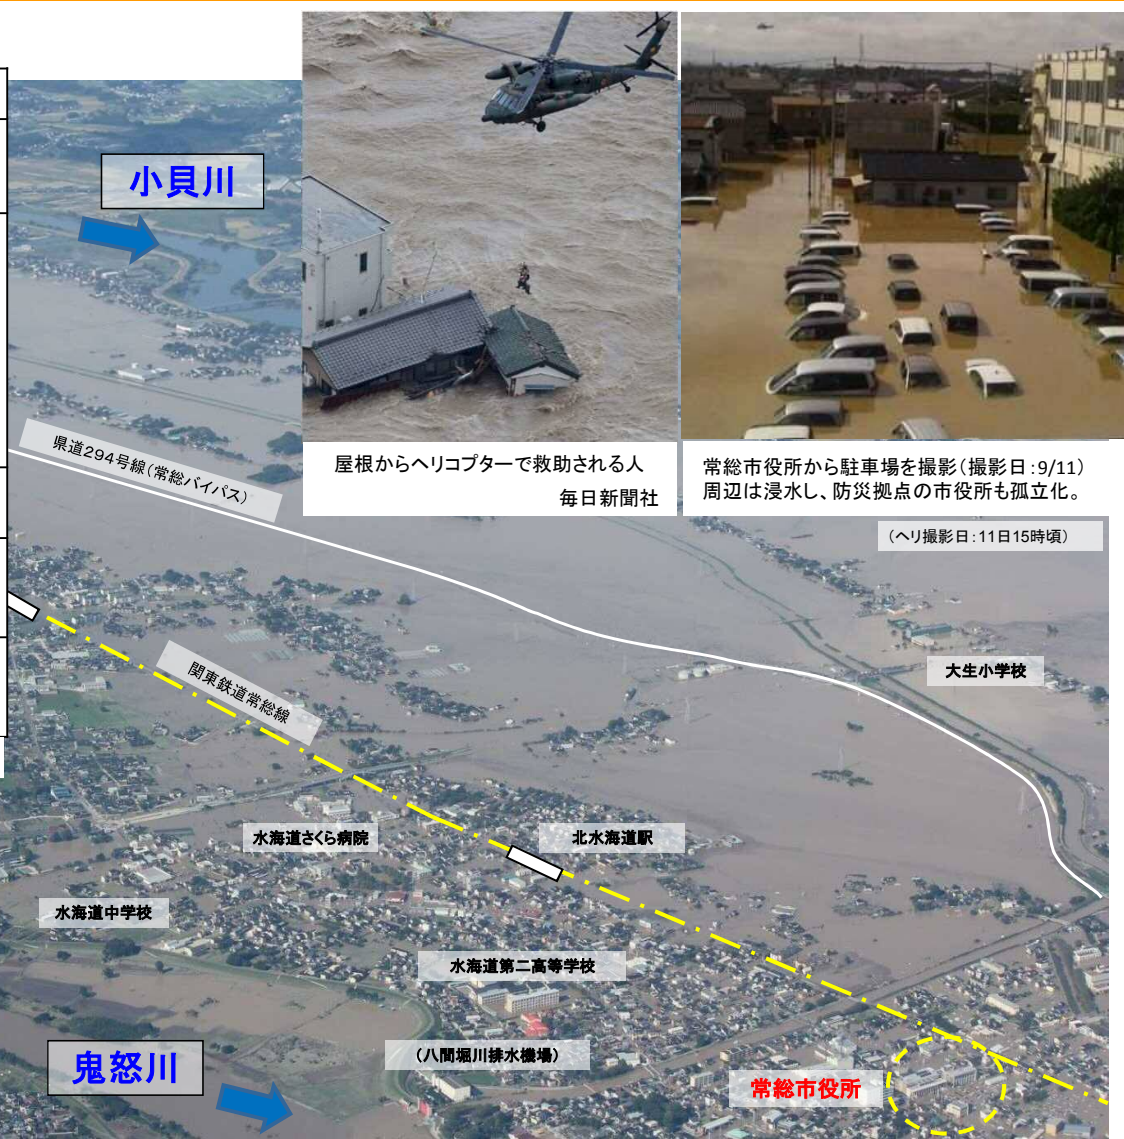 小貝川
県道294号線(常総バイパス)
屋根からヘリコプターで救助される人
毎日新聞社
常総市役所から駐車場を撮影(撮影日:9/11)
周辺は浸水し、防災拠点の市役所も孤立化。
(ヘリ撮影日:11日15時頃)
関東鉄道常総線
大生小学校
水海道さくら病院
北水海道駅
水海道中学校
水海道第二高等学校
鬼怒川
(八間堀川排水機場)
常総市役所